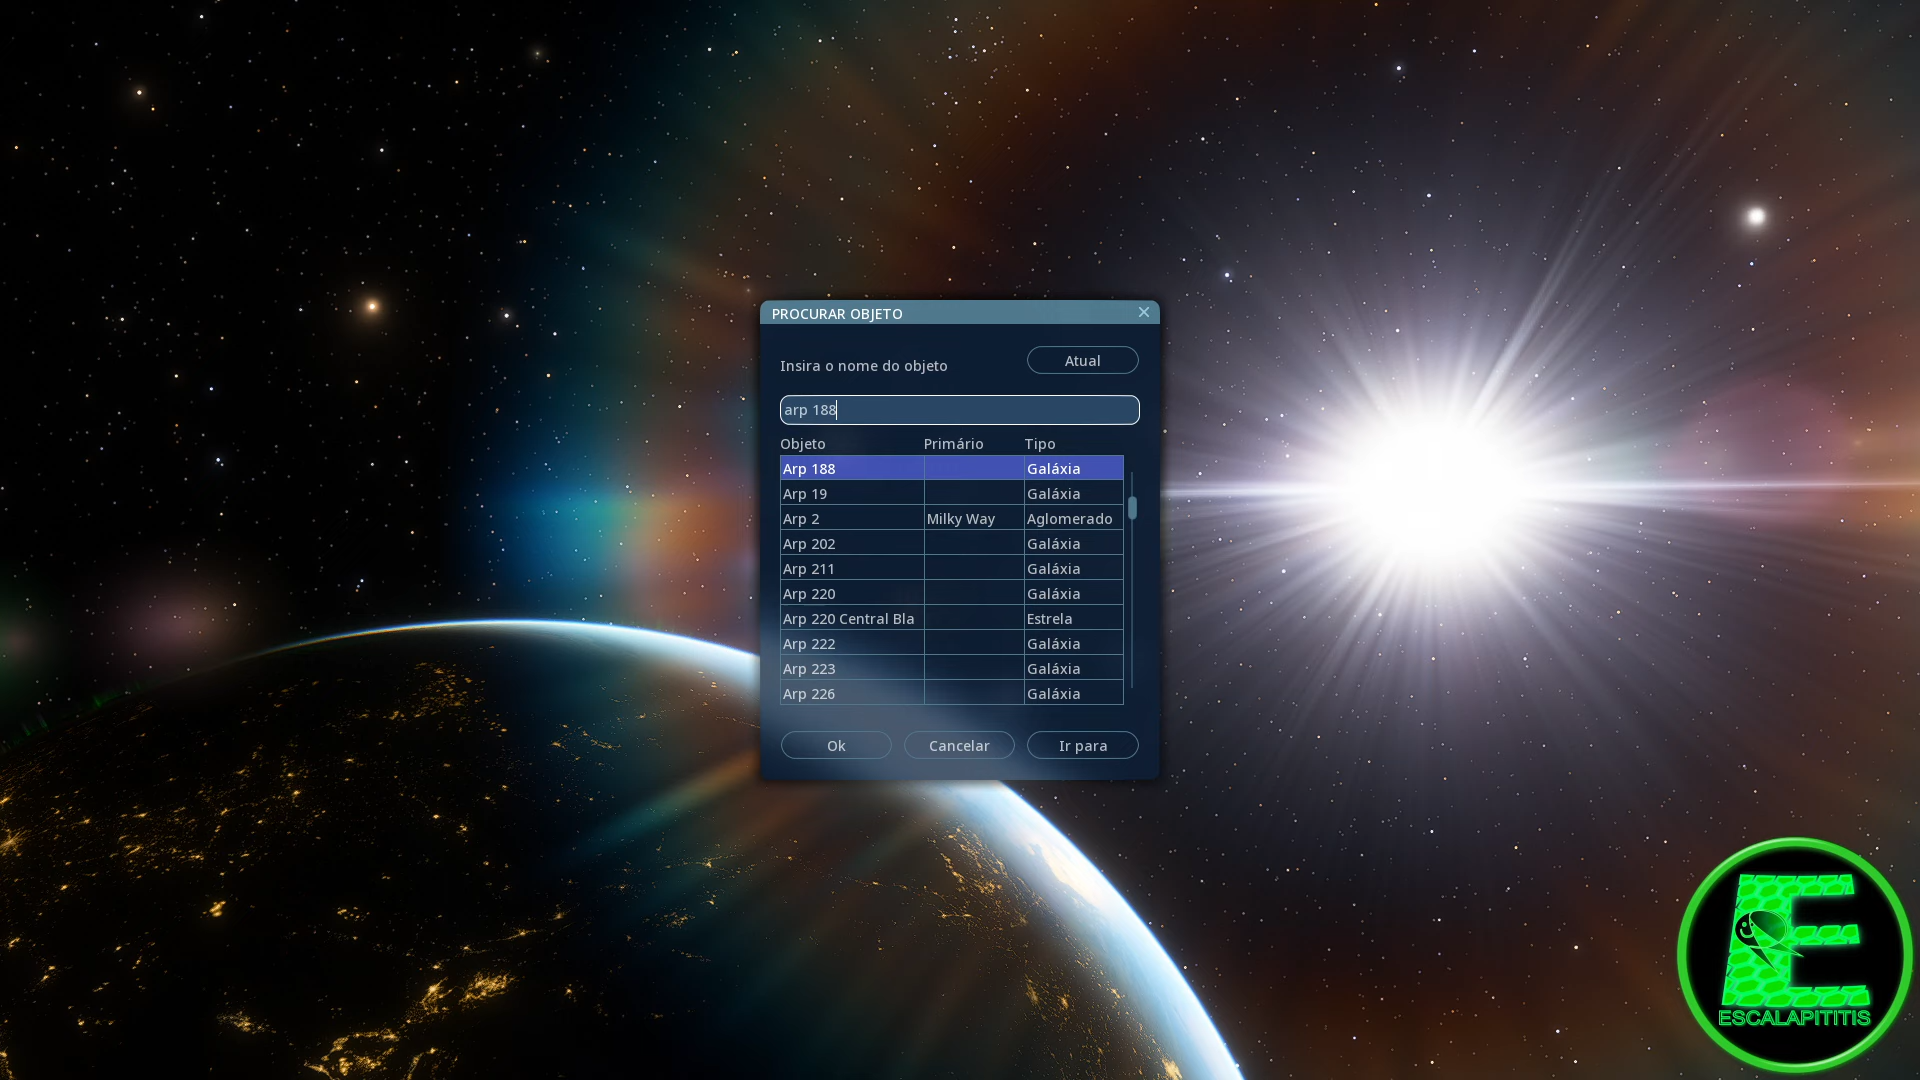 PROCURAR OBJETO
Insira o nome do objeto
Atual
arp 188
Objeto Primário Tipo
Arp 188 Galáxia
Arp 19 Galáxia
Arp 2 Milky Way Aglomerado
Arp 202 Galáxia
Arp 211 Galáxia
Arp 220 Galáxia
Arp 220 Central Bla Estrela
Arp 222 Galáxia
Arp 223 Galáxia
Arp 226 Galáxia
Ok Cancelar Ir para
E
ESCALAPITITIS